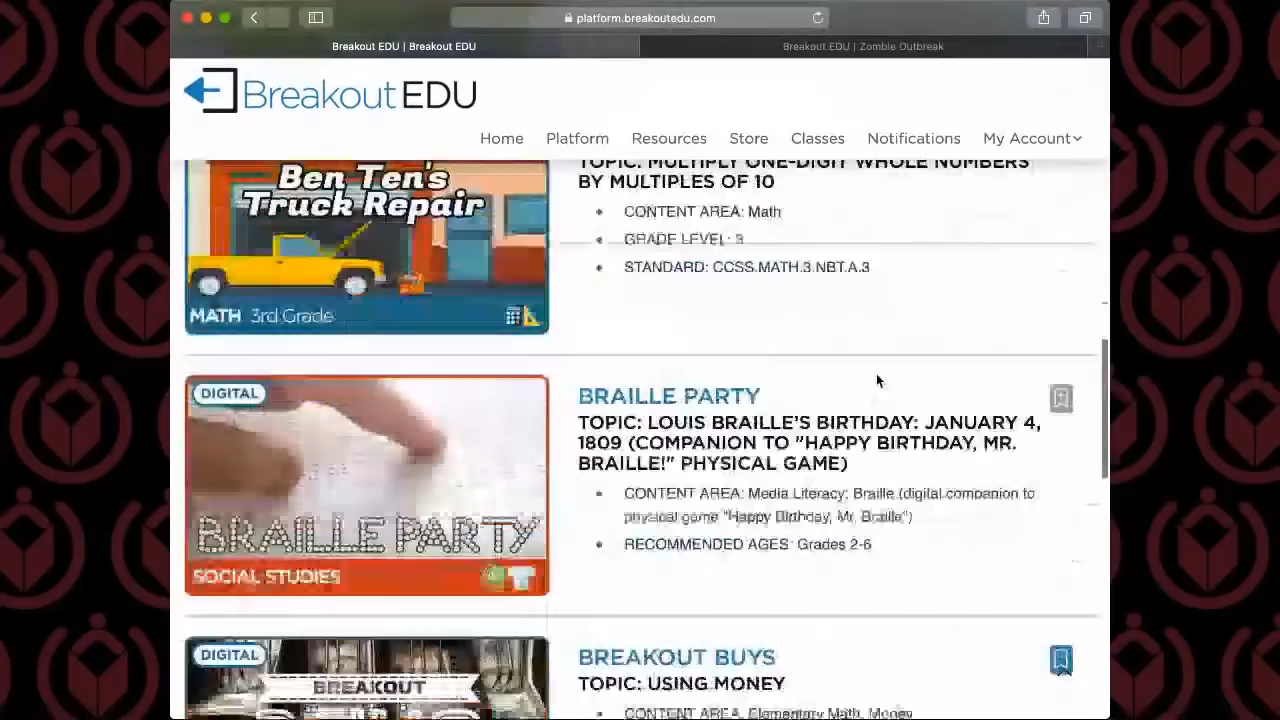 platform.breakoutedu.com
Breakout EDU | Breakout EDU
Breakout EDU | Zombie Outbreak
Breakout EDU
Home Platform Resources Store Classes Notifications My Account
Ben Ten's
Truck Repair
MATH 3rd Grade
TOPIC: MULTIPLY ONE-DIGIT WHOLE NUMBERS
BY MULTIPLES OF 10
• CONTENT AREA: Math
• GRADE LEVEL: 3
• STANDARD: CCSS.MATH.3.NBT.A.3
DIGITAL
BRAILLE PARTY
SOCIAL STUDIES
BRAILLE PARTY
TOPIC: LOUIS BRAILLE'S BIRTHDAY: JANUARY 4,
1809 (COMPANION TO "HAPPY BIRTHDAY, MR.
BRAILLE!" PHYSICAL GAME)
• CONTENT AREA: Media Literacy: Braille (digital companion to
physical game "Happy Birthday, Mr. Braille")
• RECOMMENDED AGES: Grades 2-6
DIGITAL
BREAKOUT
BREAKOUT BUYS
TOPIC: USING MONEY
• CONTENT AREA: Elementary Math, Money